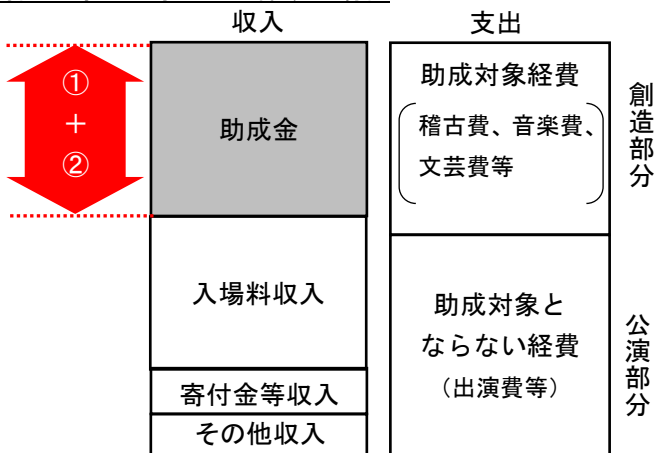 収入
支出
①
＋
②
助成金
入場料収入
寄付金等収入
その他収入
助成対象経費
稽古費、音楽費、
文芸費等
助成対象と
ならない経費
（出演費等）
創造部分
公演部分